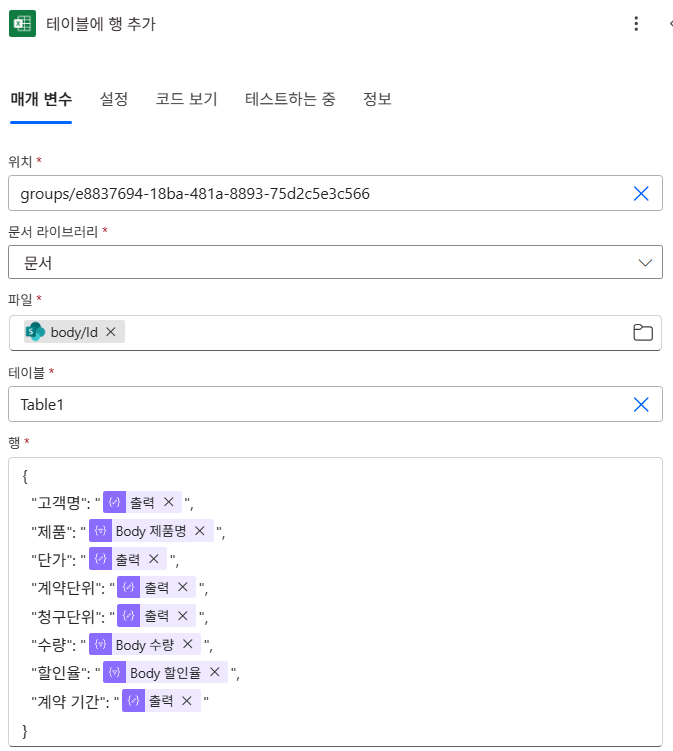 테이블에 행 추가
매개 변수 설정 코드 보기 테스트하는 중 정보
위치 *
groups/e8837694-18ba-481a-8893-75d2c5e3c566
문서 라이브러리 *
문서
파일 *
S body/Id
테이블 *
Table1
행 *
{
"고객명": "출력",
"제품": "Body 제품명",
"단가": "출력",
"계약단위": "출력",
"청구단위": "출력",
"수량": "Body 수량",
"할인율": "Body 할인율",
"계약 기간": "출력"
}